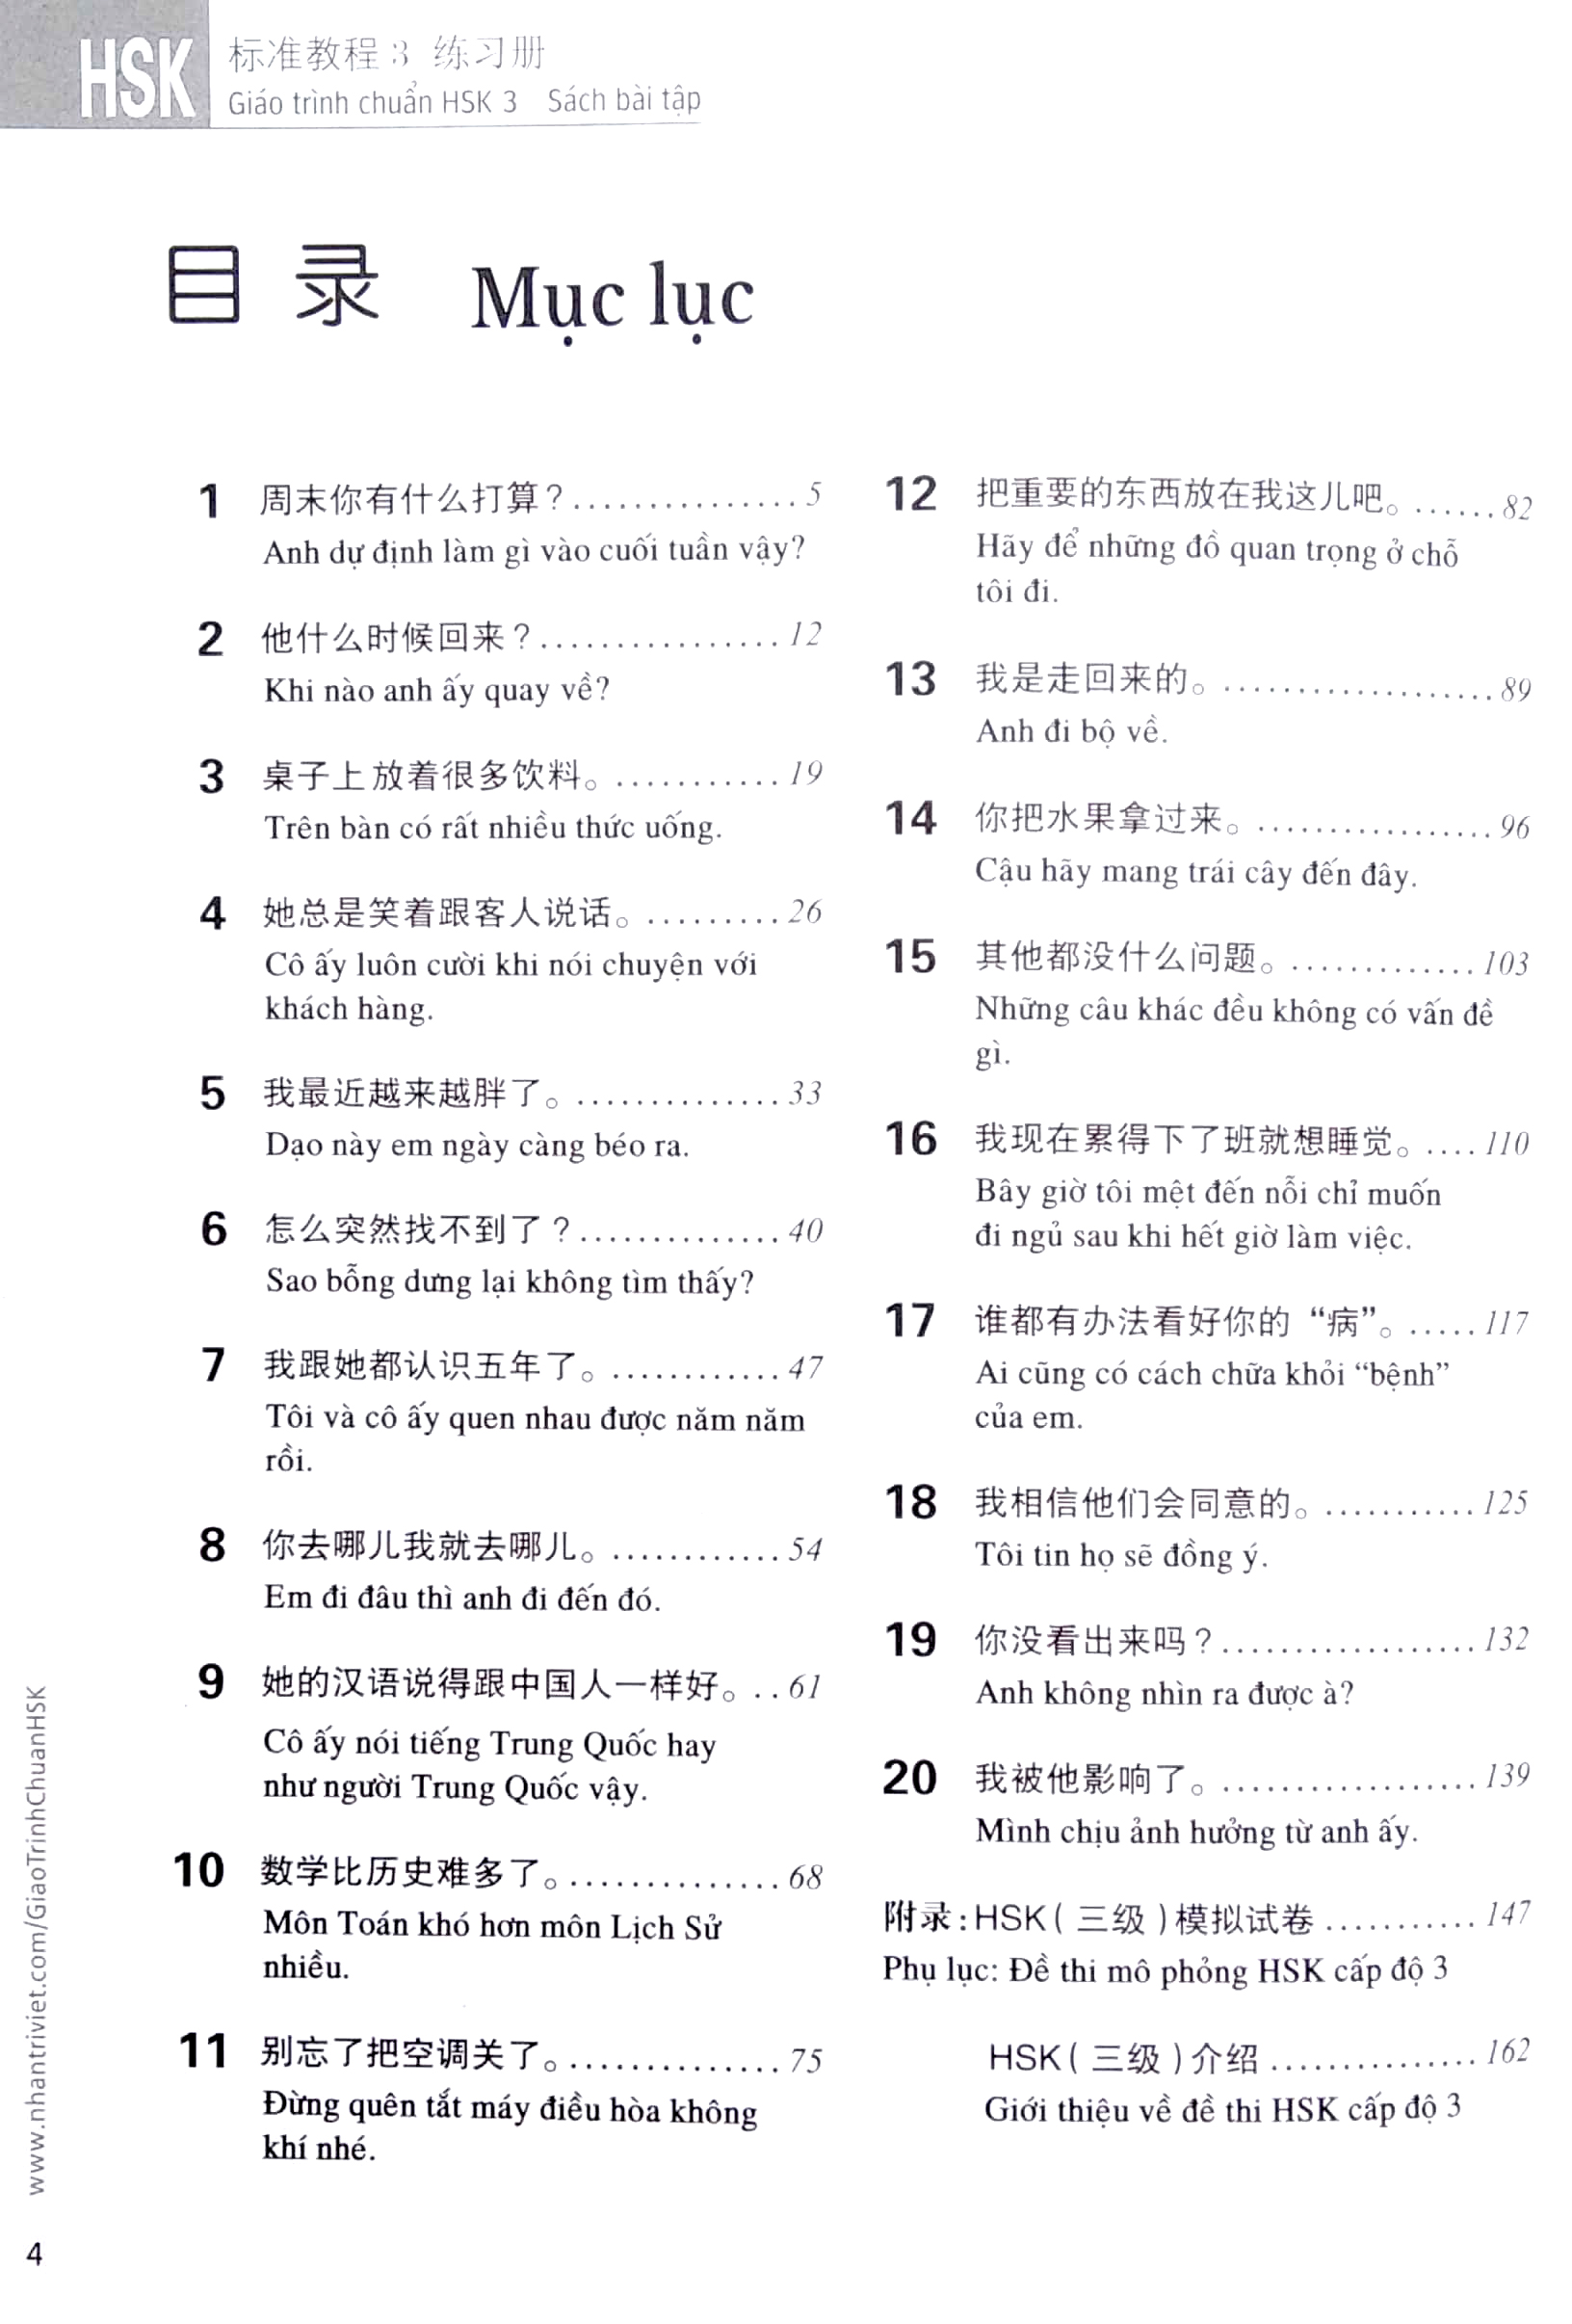 HSK
标准教程 3 练习册
Giáo trình chuẩn HSK 3 Sách bài tập
目 录 Mục lục
1 周末你有什么打算？............... 5
Anh dự định làm gì vào cuối tuần vậy?
2 他什么时候回来？................ 12
Khi nào anh ấy quay về?
3 桌子上放着很多饮料。........... 19
Trên bàn có rất nhiều thức uống.
4 她总是笑着跟客人说话。......... 26
Cô ấy luôn cười khi nói chuyện với
khách hàng.
5 我最近越来越胖了。.............. 33
Dạo này em ngày càng béo ra.
6 怎么突然找不到了？.............. 40
Sao bỗng dưng lại không tìm thấy?
7 我跟她都认识五年了。............ 47
Tôi và cô ấy quen nhau được năm năm
rồi.
8 你去哪儿我就去哪儿。............ 54
Em đi đâu thì anh đi đến đó.
9 她的汉语说得跟中国人一样好。.. 61
Cô ấy nói tiếng Trung Quốc hay
như người Trung Quốc vậy.
10 数学比历史难多了。.............. 68
Môn Toán khó hơn môn Lịch Sử
nhiều.
11 别忘了把空调关了。.............. 75
Đừng quên tắt máy điều hòa không
khí nhé.
12 把重要的东西放在我这儿吧。...... 82
Hãy để những đồ quan trọng ở chỗ
tôi đi.
13 我是走回来的。................... 89
Anh đi bộ về.
14 你把水果拿过来。................. 96
Cậu hãy mang trái cây đến đây.
15 其他都没什么问题。............. 103
Những câu khác đều không có vấn đề
gì.
16 我现在累得下了班就想睡觉。.... 110
Bây giờ tôi mệt đến nỗi chỉ muốn
đi ngủ sau khi hết giờ làm việc.
17 谁都有办法看好你的“病”。..... 117
Ai cũng có cách chữa khỏi “bệnh”
của em.
18 我相信他们会同意的。........... 125
Tôi tin họ sẽ đồng ý.
19 你没看出来吗？.................. 132
Anh không nhìn ra được à?
20 我被他影响了。.................. 139
Mình chịu ảnh hưởng từ anh ấy.
附录：HSK（三级）模拟试卷 ........... 147
Phụ lục: Đề thi mô phỏng HSK cấp độ 3
HSK（三级）介绍 ............... 162
Giới thiệu về đề thi HSK cấp độ 3
www.nhantriviet.com/GiaoTrinhChuanHSK
4